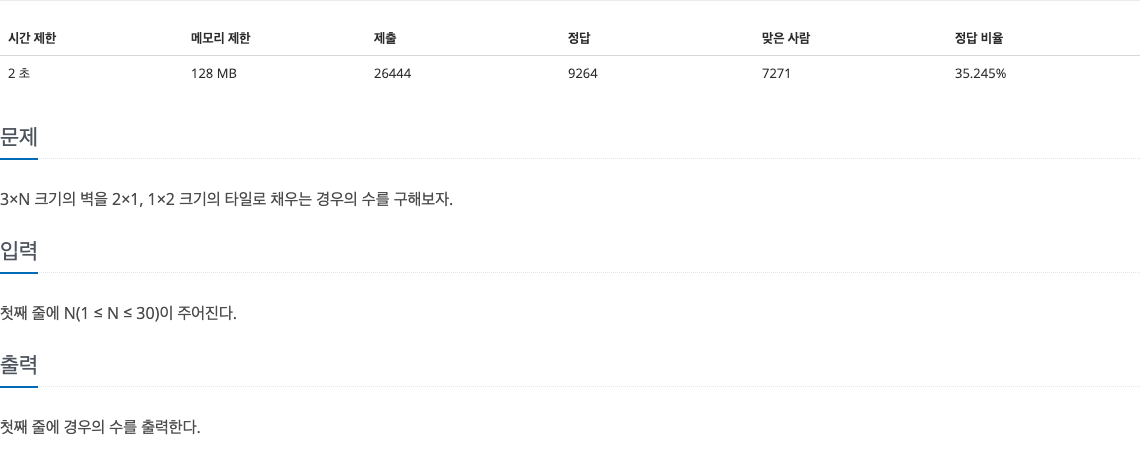 시간 제한 메모리 제한 제출 정답 맞은 사람 정답 비율
2 초 128 MB 26444 9264 7271 35.245%
문제
3×N 크기의 벽을 2×1, 1×2 크기의 타일로 채우는 경우의 수를 구해보자.
입력
첫째 줄에 N(1 ≤ N ≤ 30)이 주어진다.
출력
첫째 줄에 경우의 수를 출력한다.